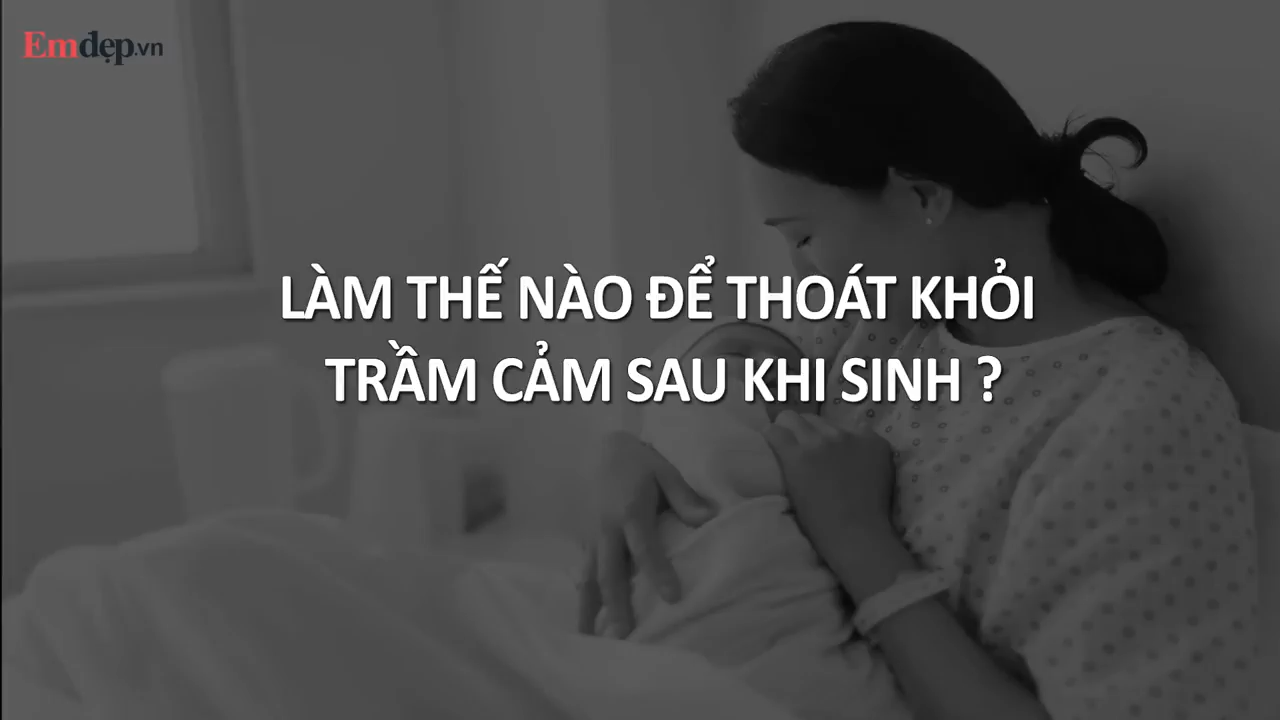 Emdẹp.vn
LÀM THẾ NÀO ĐỂ THOÁT KHỎI
TRẦM CẢM SAU KHI SINH ?